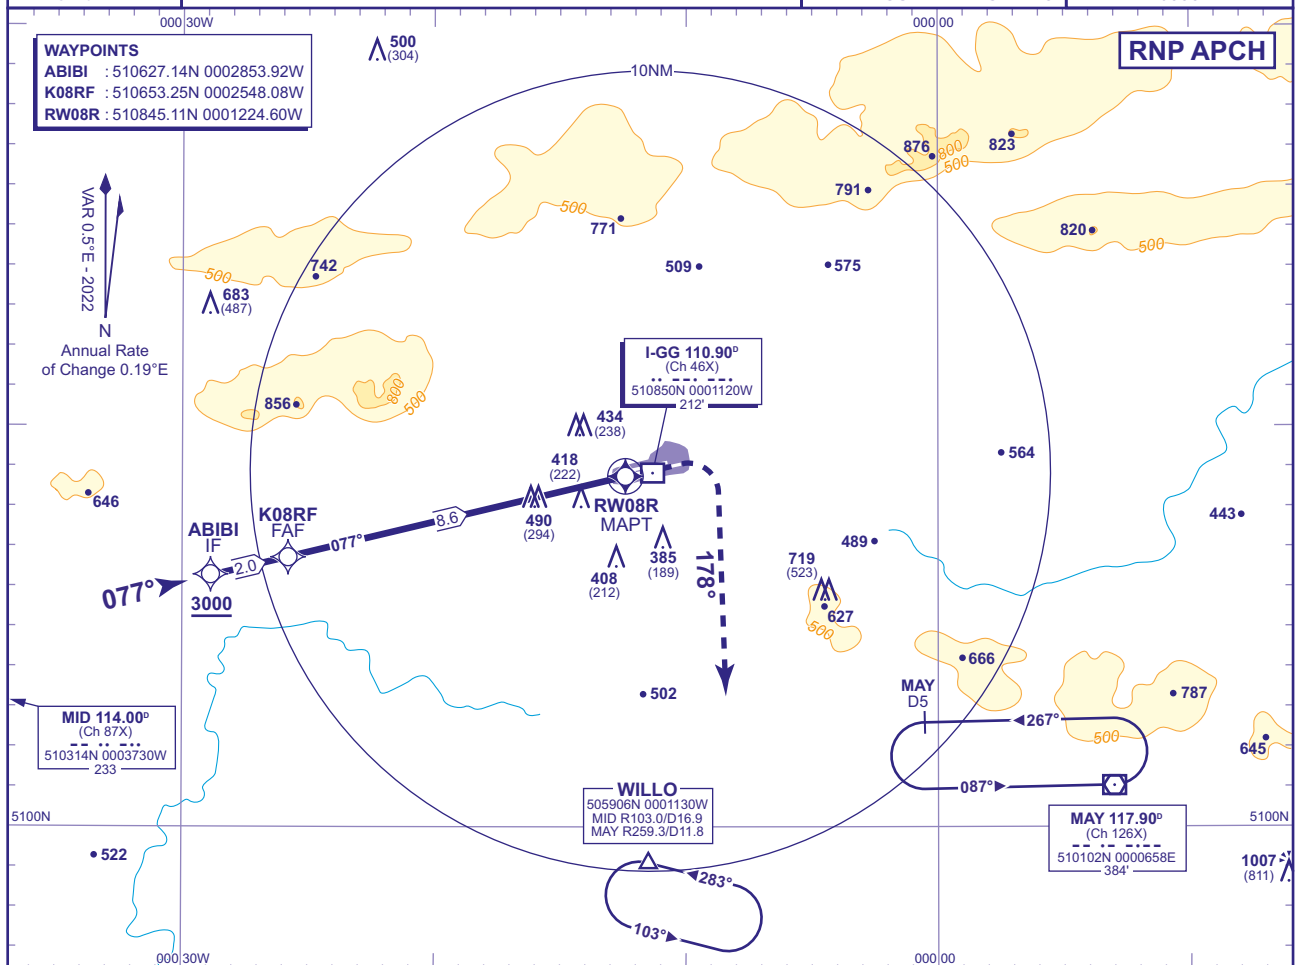 000 30W
000 00
WAYPOINTS
ABIBI : 510627.14N 0002853.92W
K08RF : 510653.25N 0002548.08W
RW08R : 510845.11N 0001224.60W
500
(304)
10NM
RNP APCH
876
800
500
823
791
VAR 0.5°E - 2022
N
Annual Rate
of Change 0.19°E
500
771
820
500
742
500
683
(487)
509
575
I-GG 110.90ᴰ
(Ch 46X)
510850N 0001120W
212'
856
800
500
434
(238)
418
(222)
564
646
RW08R
MAPT
443
ABIBI
IF
K08RF
FAF
8.6
490
(294)
077°
2.0
077°
3000
385
(189)
408
(212)
178°
489
719
(523)
627
500
666
502
787
500
645
MAY
D5
267°
087°
MID 114.00ᴰ
(Ch 87X)
510314N 0003730W
233
WILLO
505906N 0001130W
MID R103.0/D16.9
MAY R259.3/D11.8
5100N
5100N
MAY 117.90ᴰ
(Ch 126X)
510102N 0000658E
384'
522
1007
(811)
283°
103°
000 30W
000 00